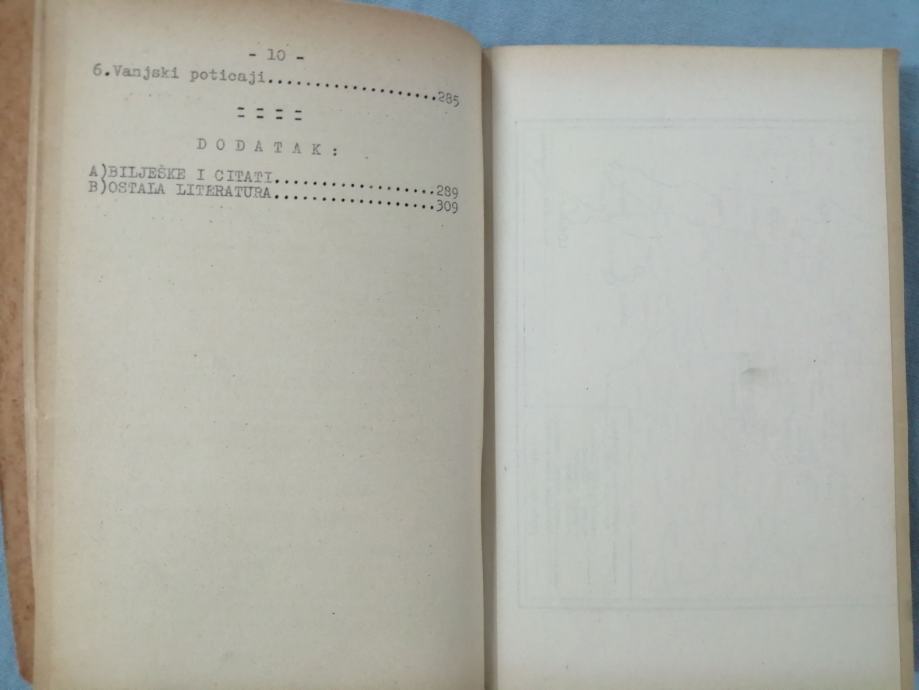 - 10 -
6.Vanjski poticaji...................285
= = = =
D O D A T A K :
A)BILJEŠKE I CITATI.................289
B)OSTALA LITERATURA.................309